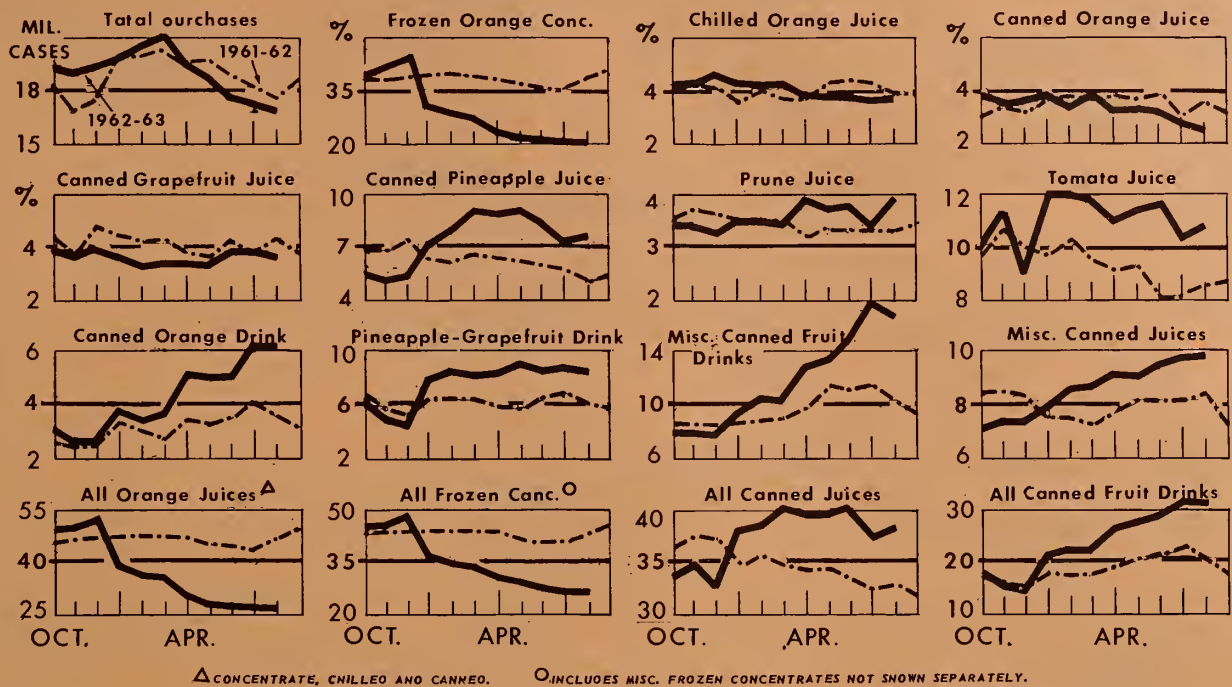 Tatal ourchases
MIL. CASES
18
15
1961-62
1962-63
Frozen Orange Conc.
%
35
20
Chilled Orange Juice
%
4
2
Canned Orange Juice
%
4
2
Canned Grapefruit Juice
%
4
2
Canned Pineapple Juice
10
7
4
Prune Juice
4
3
2
Tomata Juice
12
10
8
Canned Orange Drink
6
4
2
Pineapple-Grapefruit Drink
10
6
2
Misc. Canned Fruit
Drinks
14
10
6
Misc. Canned Juices
10
8
6
All Orange Juices △
55
40
25
All Frozen Canc. O
50
35
20
All Canned Juices
40
35
30
All Canned Fruit Drinks
30
20
10
OCT. APR.
OCT. APR.
OCT. APR.
OCT. APR.
△ CONCENTRATE, CHILLEO AND CANNEO. O INCLUDES MISC. FROZEN CONCENTRATES NOT SHOWN SEPARATELY.